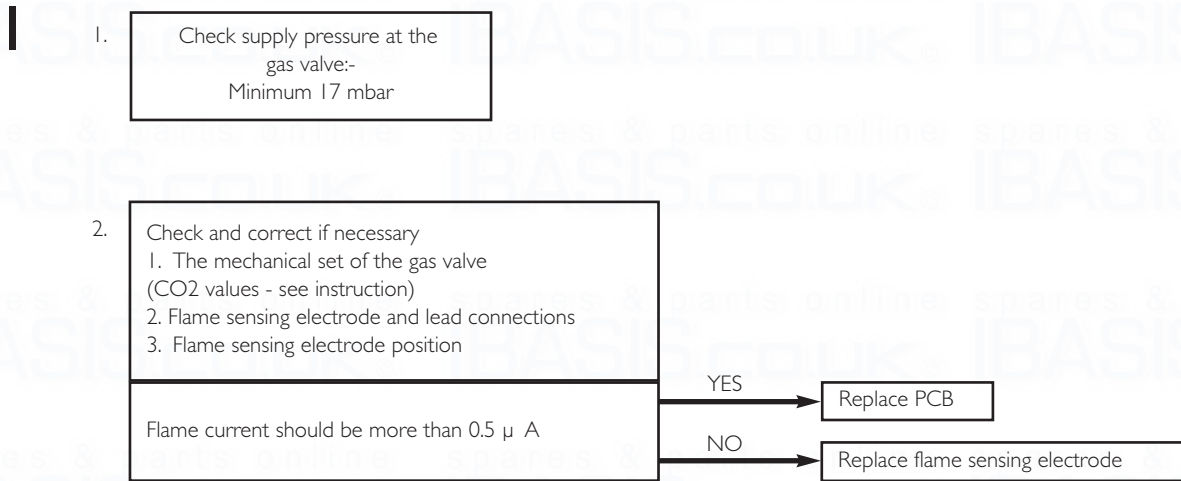 I
1. Check supply pressure at the
gas valve:-
Minimum 17 mbar
2. Check and correct if necessary
1. The mechanical set of the gas valve
(CO2 values - see instruction)
2. Flame sensing electrode and lead connections
3. Flame sensing electrode position
YES
Replace PCB
Flame current should be more than 0.5 µ A
NO
Replace flame sensing electrode